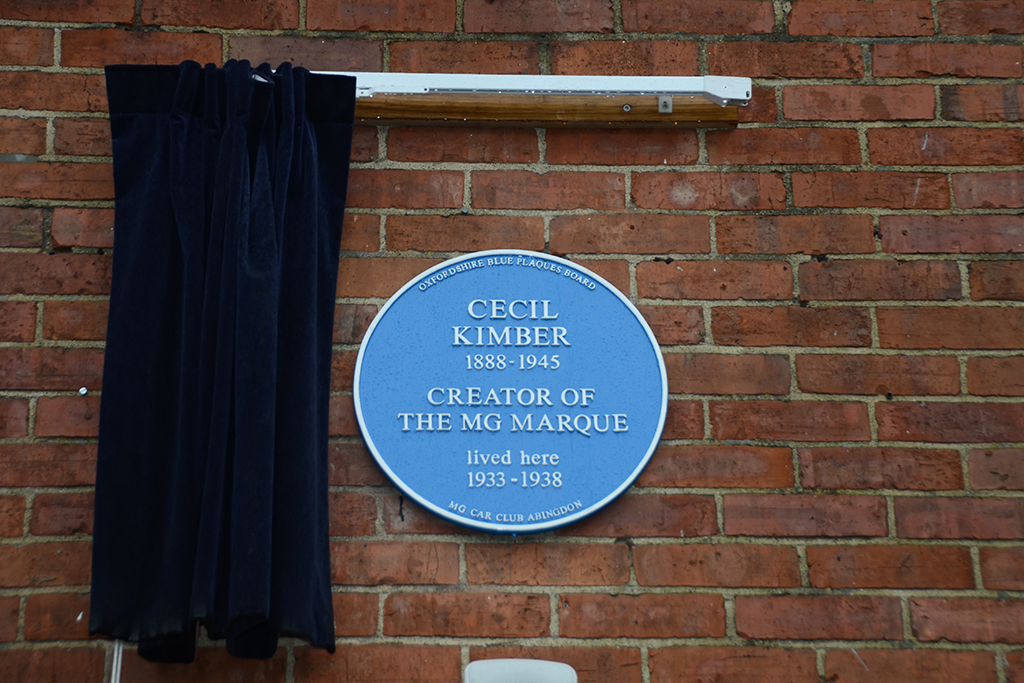 OXFORDSHIRE BLUE PLAQUES BOARD
CECIL
KIMBER
1888-1945
CREATOR OF
THE MG MARQUE
lived here
1933-1938
MG CAR CLUB ABINGDON